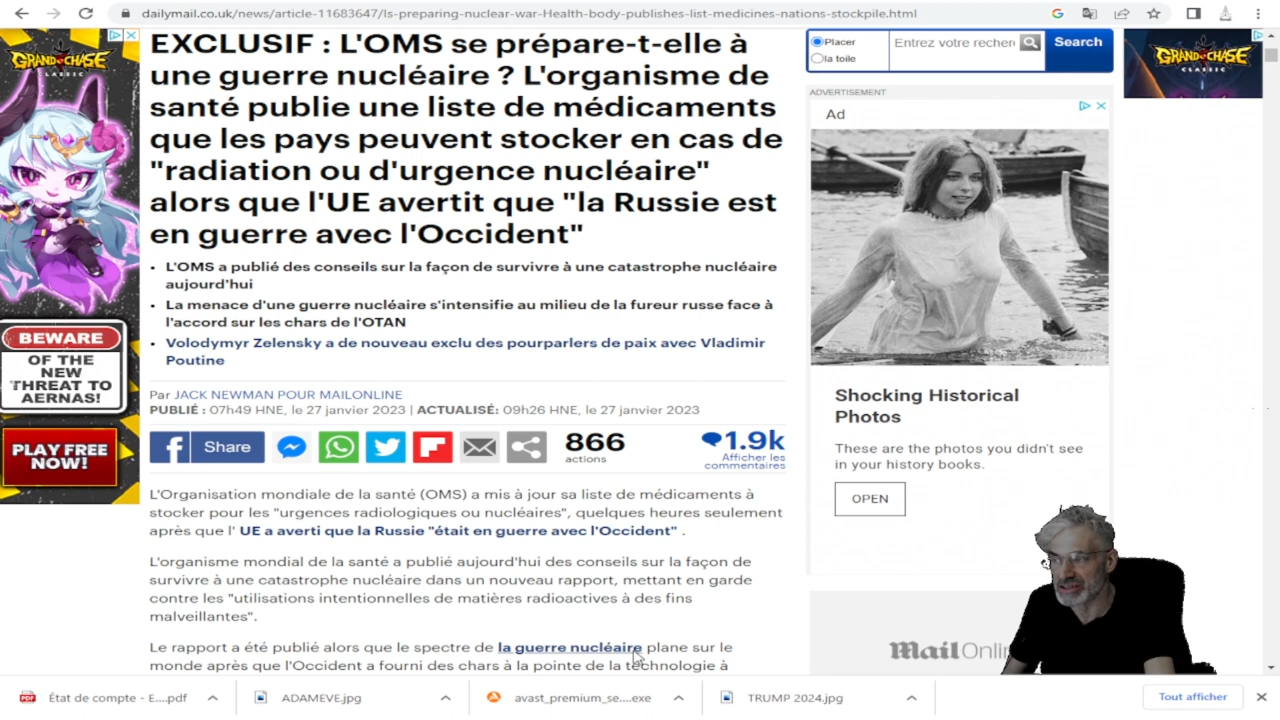 dailymail.co.uk/news/article-11683647/Is-preparing-nuclear-war-Health-body-publishes-list-medicines-nations-stockpile.html
GRANDCHASE
CLASSIC
BEWARE
OF THE
NEW
THREAT TO
AERNAS!
PLAY FREE
NOW!
EXCLUSIF : L'OMS se prépare-t-elle à
une guerre nucléaire ? L'organisme de
santé publie une liste de médicaments
que les pays peuvent stocker en cas de
"radiation ou d'urgence nucléaire"
alors que l'UE avertit que "la Russie est
en guerre avec l'Occident"
• L'OMS a publié des conseils sur la façon de survivre à une catastrophe nucléaire
aujourd'hui
• La menace d'une guerre nucléaire s'intensifie au milieu de la fureur russe face à
l'accord sur les chars de l'OTAN
• Volodymyr Zelensky a de nouveau exclu des pourparlers de paix avec Vladimir
Poutine
Par JACK NEWMAN POUR MAILONLINE
PUBLIÉ : 07h49 HNE, le 27 janvier 2023 | ACTUALISÉ: 09h26 HNE, le 27 janvier 2023
Share
866
actions
1.9k
Afficher les
commentaires
L'Organisation mondiale de la santé (OMS) a mis à jour sa liste de médicaments à
stocker pour les "urgences radiologiques ou nucléaires", quelques heures seulement
après que l' UE a averti que la Russie "était en guerre avec l'Occident" .
L'organisme mondial de la santé a publié aujourd'hui des conseils sur la façon de
survivre à une catastrophe nucléaire dans un nouveau rapport, mettant en garde
contre les "utilisations intentionnelles de matières radioactives à des fins
malveillantes".
Le rapport a été publié alors que le spectre de la guerre nucléaire plane sur le
monde après que l'Occident a fourni des chars à la pointe de la technologie à
Placer
la toile
Entrez votre recher
Search
ADVERTISEMENT
Ad
Shocking Historical
Photos
These are the photos you didn't see
in your history books.
OPEN
GRANDCHASE
CLASSIC
Mail Onlin
État de compte - E....pdf
ADAMEVE.jpg
avast_premium_se....exe
TRUMP 2024.jpg
Tout afficher